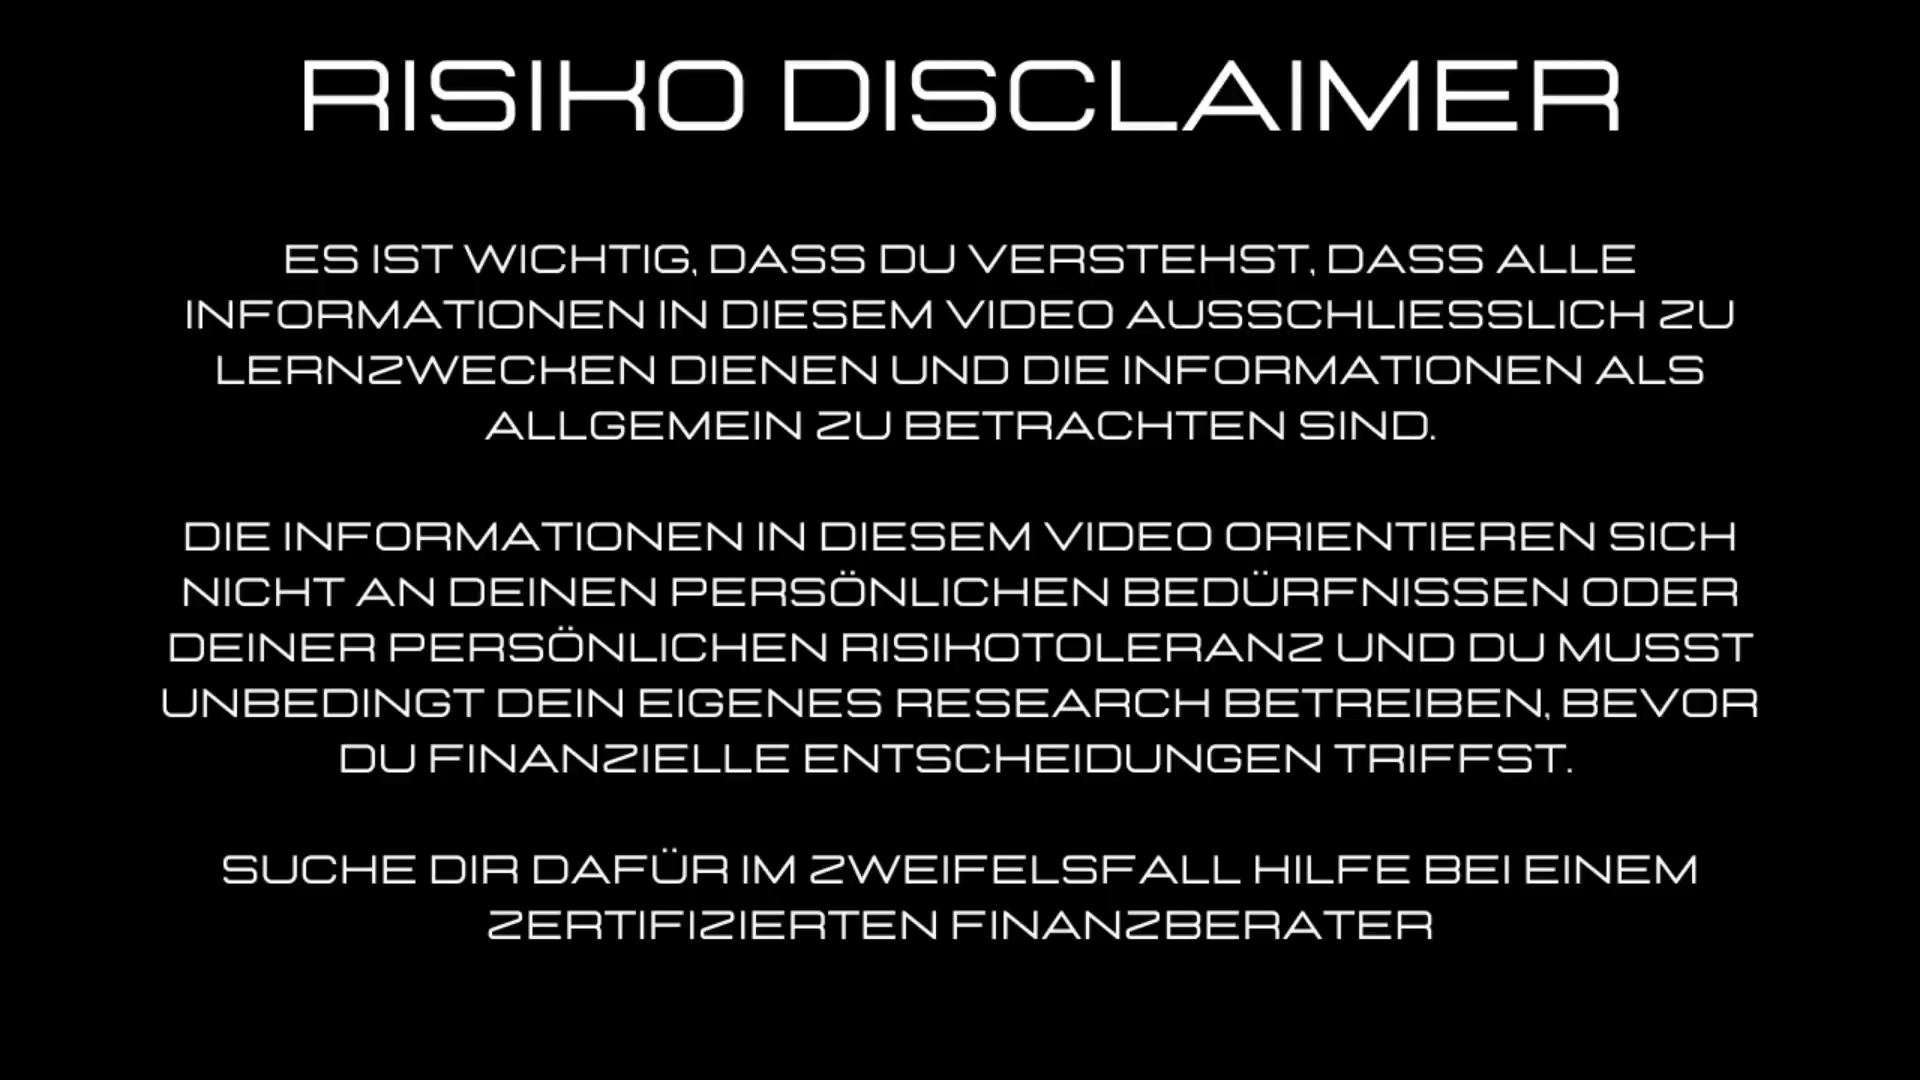 RISIKO DISCLAIMER
ES IST WICHTIG, DASS DU VERSTEHST, DASS ALLE
INFORMATIONEN IN DIESEM VIDEO AUSSCHLIESSLICH ZU
LERNZWECKEN DIENEN UND DIE INFORMATIONEN ALS
ALLGEMEIN ZU BETRACHTEN SIND.
DIE INFORMATIONEN IN DIESEM VIDEO ORIENTIEREN SICH
NICHT AN DEINEN PERSÖNLICHEN BEDÜRFNISSEN ODER
DEINER PERSÖNLICHEN RISIKOTOLERANZ UND DU MUSST
UNBEDINGT DEIN EIGENES RESEARCH BETREIBEN, BEVOR
DU FINANZIELLE ENTSCHEIDUNGEN TRIFFST.
SUCHE DIR DAFÜR IM ZWEIFELSFALL HILFE BEI EINEM
ZERTIFIZIERTEN FINANZBERATER